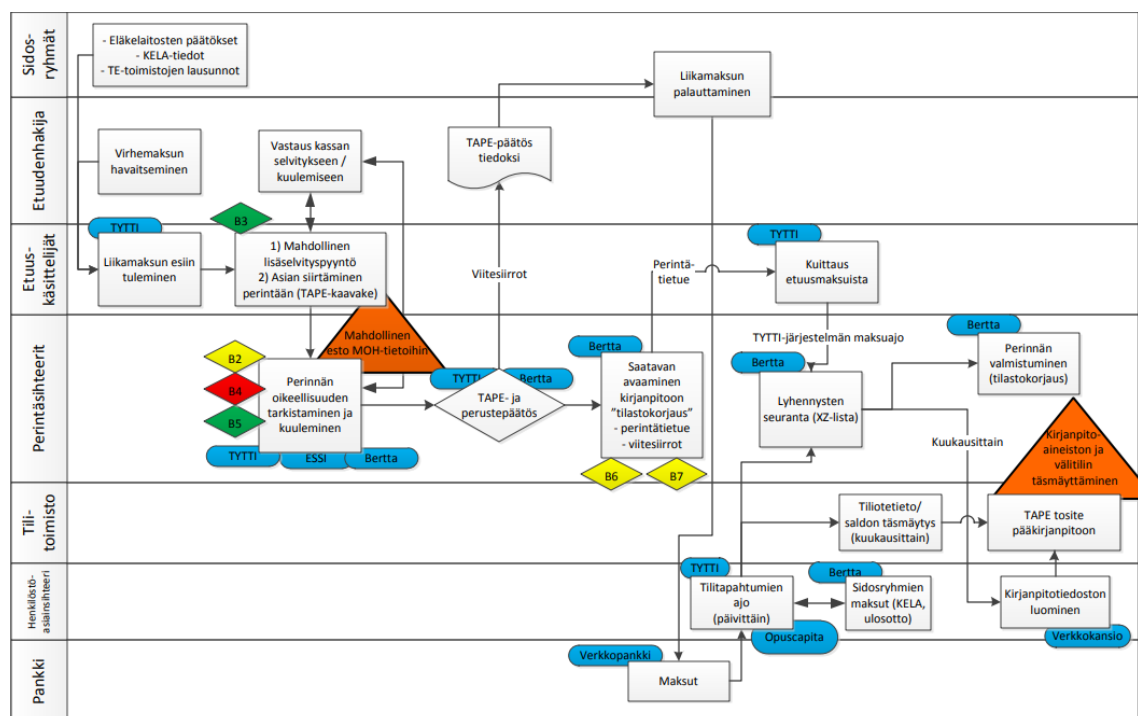 Sidos-
ryhmät
- Eläkelaitosten päätökset
- KELA-tiedot
- TE-toimistojen lausunnot
Liikamaksun
palauttaminen
Etuudenhakija
Virhemaksun
havaitseminen
Vastaus kassan
selvitykseen /
kuulemiseen
TAPE-päätös
tiedoksi
Etuus-
käsittelijät
TYTTI
Liikamaksun esiin
tuleminen
B3
1) Mahdollinen
lisäselvityspyyntö
2) Asian siirtäminen
perintään (TAPE-kaavake)
Viitesiirrot
Perintä-
tietue
TYTTI
Kuittaus
etuusmaksuista
Perintäsihteerit
B2
B4
B5
Perinnän
oikeellisuuden
tarkistaminen ja
kuuleminen
TYTTI
ESSI
Bertta
Mahdollinen
esto MOH-tietoihin
TYTTI
Bertta
TAPE- ja
perustepäätös
Bertta
Saatavan
avaaminen
kirjanpitoon
”tilastokorjaus”
- perintätietue
- viitesiirrot
B6
B7
TYTTI-järjestelmän maksuajo
Bertta
Lyhennysten
seuranta (XZ-lista)
Bertta
Perinnän
valmistuminen
(tilastokorjaus)
Kuukausittain
Kirjanpito-
aineiston ja
välitilin
täsmäyttäminen
Tili-
toimisto
Tiliotetieto/
saldon täsmäytys
(kuukausittain)
TAPE tosite
pääkirjanpitoon
Henkilöstö-
asiainsihteeri
TYTTI
Tilitapahtumien
ajo
(päivittäin)
Opuscapita
Bertta
Sidosryhmien
maksut (KELA,
ulosotto)
Kirjanpitotiedoston
luominen
Verkkokansio
Pankki
Verkkopankki
Maksut